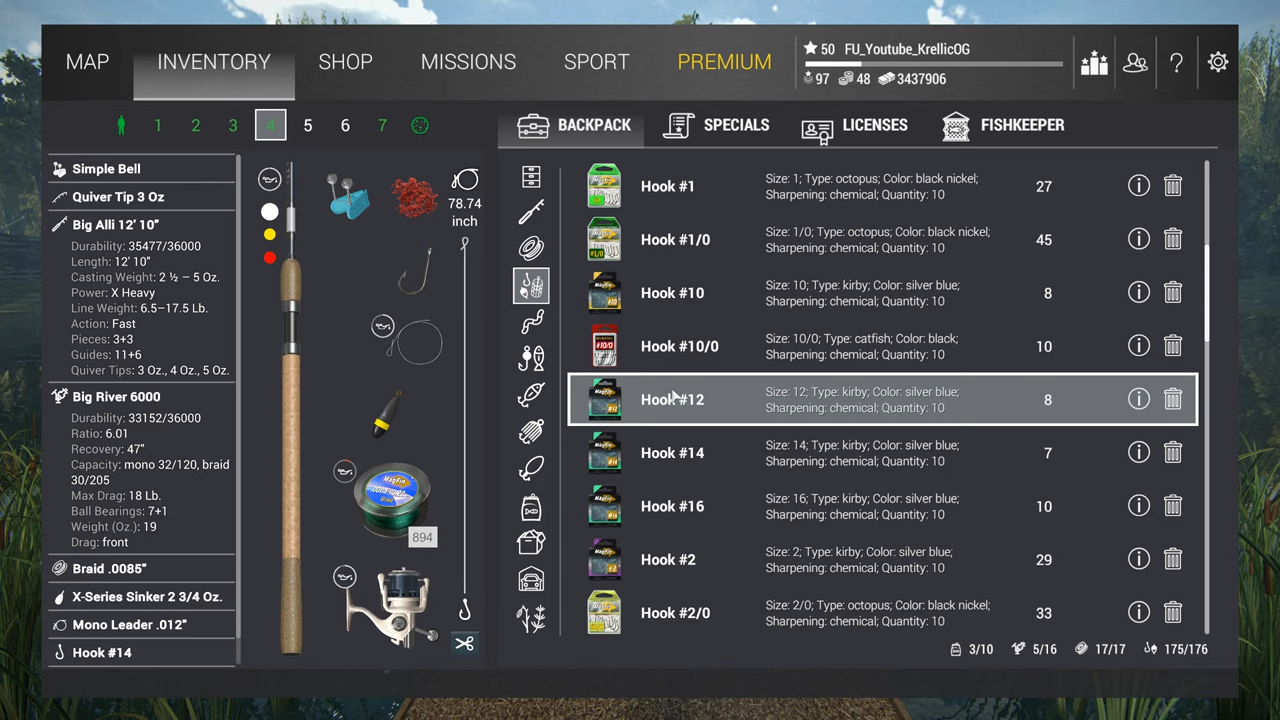 MAP
INVENTORY
SHOP
MISSIONS
SPORT
PREMIUM
50 FU_Youtube_KrellicOG
97 48 3437906
1 2 3 4 5 6 7
BACKPACK
SPECIALS
LICENSES
FISHKEEPER
Simple Bell
Quiver Tip 3 Oz
Big Alli 12' 10"
Durability: 35477/36000
Length: 12' 10"
Casting Weight: 2 ½ – 5 Oz.
Power: X Heavy
Line Weight: 6.5–17.5 Lb.
Action: Fast
Pieces: 3+3
Guides: 11+6
Quiver Tips: 3 Oz., 4 Oz., 5 Oz.
Big River 6000
Durability: 33152/36000
Ratio: 6.01
Recovery: 47"
Capacity: mono 32/120, braid
30/205
Max Drag: 18 Lb.
Ball Bearings: 7+1
Weight (Oz.): 19
Drag: front
Braid .0085"
X-Series Sinker 2 3/4 Oz.
Mono Leader .012"
Hook #14
78.74
inch
894
Hook #1
Size: 1; Type: octopus; Color: black nickel;
Sharpening: chemical; Quantity: 10
27
Hook #1/0
Size: 1/0; Type: octopus; Color: black nickel;
Sharpening: chemical; Quantity: 10
45
Hook #10
Size: 10; Type: kirby; Color: silver blue;
Sharpening: chemical; Quantity: 10
8
Hook #10/0
Size: 10/0; Type: catfish; Color: black;
Sharpening: chemical; Quantity: 10
10
Hook #12
Size: 12; Type: kirby; Color: silver blue;
Sharpening: chemical; Quantity: 10
8
Hook #14
Size: 14; Type: kirby; Color: silver blue;
Sharpening: chemical; Quantity: 10
7
Hook #16
Size: 16; Type: kirby; Color: silver blue;
Sharpening: chemical; Quantity: 10
10
Hook #2
Size: 2; Type: kirby; Color: silver blue;
Sharpening: chemical; Quantity: 10
29
Hook #2/0
Size: 2/0; Type: octopus; Color: black nickel;
Sharpening: chemical; Quantity: 10
33
3/10 5/16 17/17 175/176